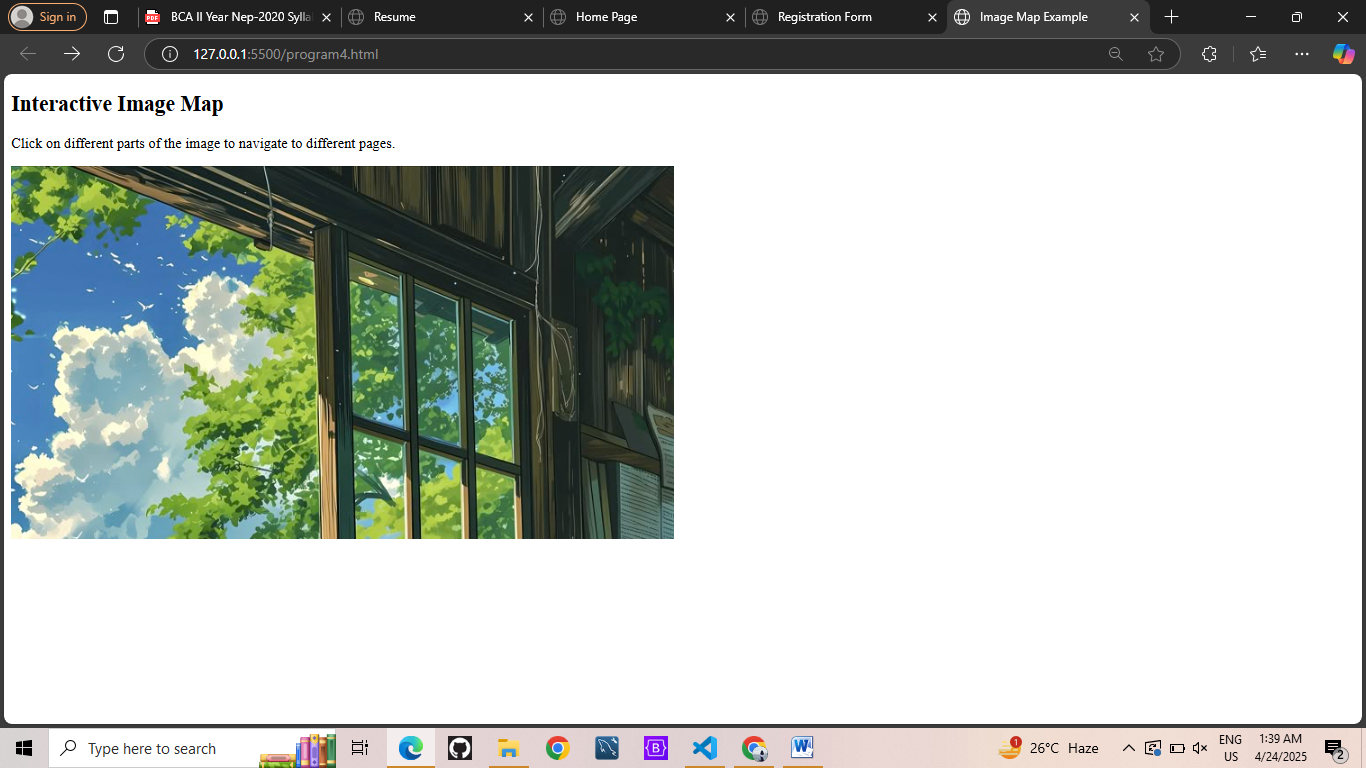 Sign in
BCA II Year Nep-2020 Sylla
Resume
Home Page
Registration Form
Image Map Example
127.0.0.1:5500/program4.html
Interactive Image Map
Click on different parts of the image to navigate to different pages.
Type here to search
1
26°C Haze
ENG
US
1:39 AM
4/24/2025
2